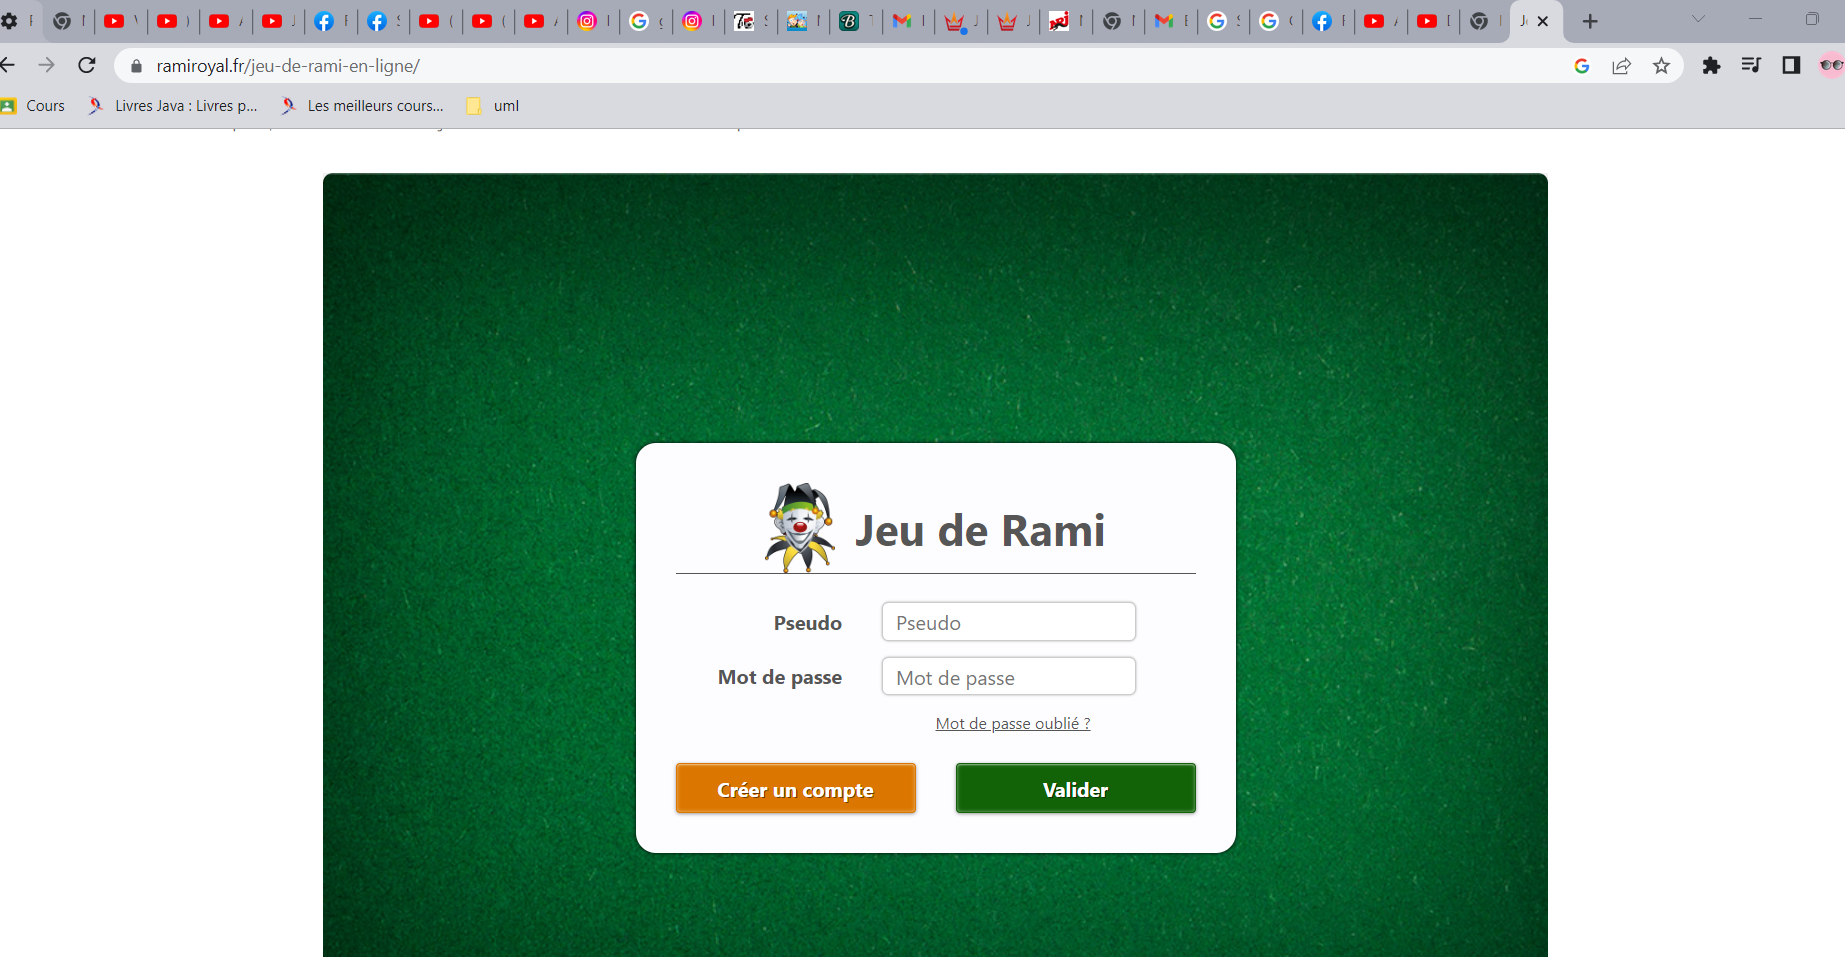 ramiroyal.fr/jeu-de-rami-en-ligne/
Cours
Livres Java : Livres p...
Les meilleurs cours...
uml
Jeu de Rami
Pseudo
Pseudo
Mot de passe
Mot de passe
Mot de passe oublié ?
Créer un compte
Valider